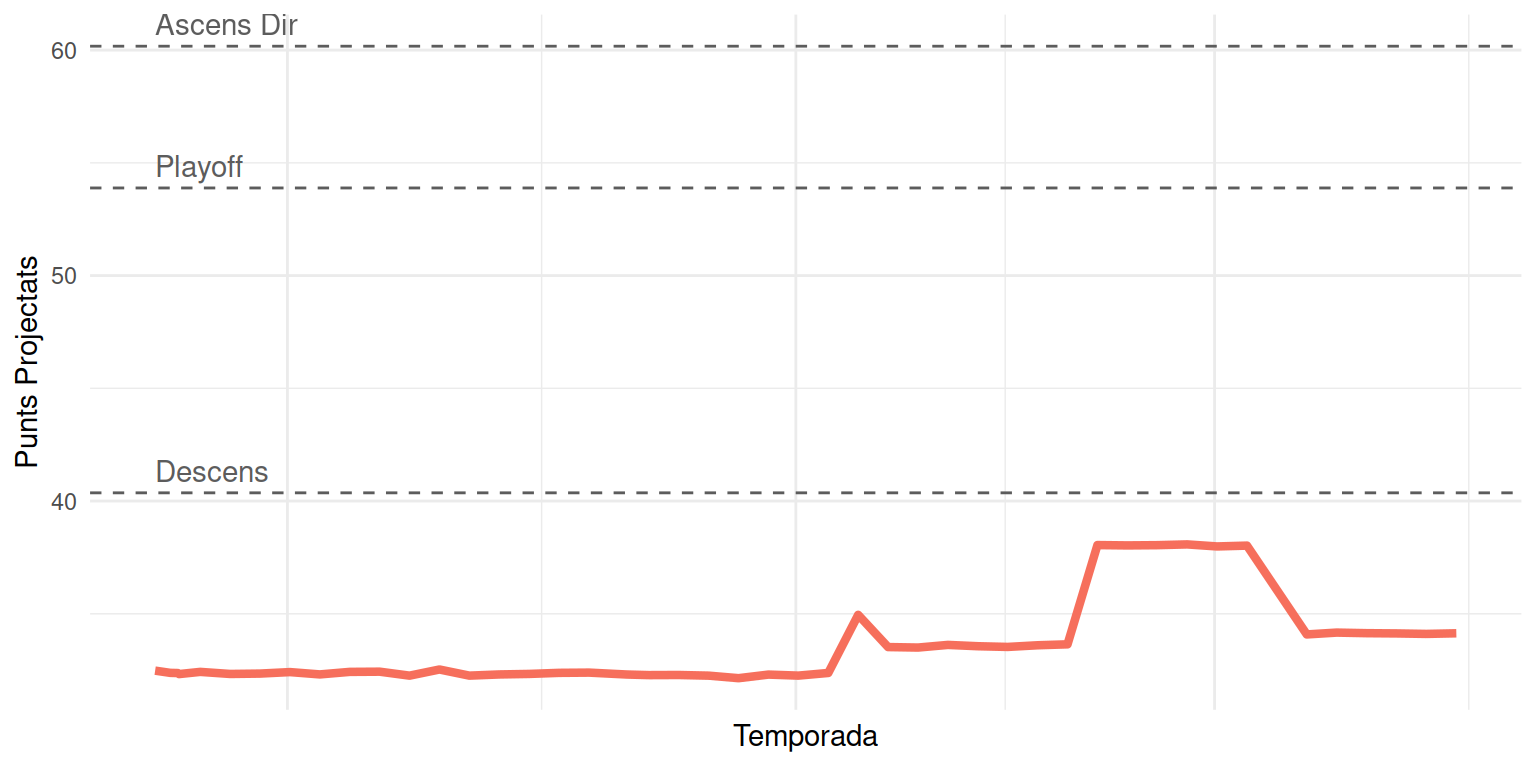 Ascens Dir
60
Playoff
50
Descens
40
Punts Projectats
Temporada